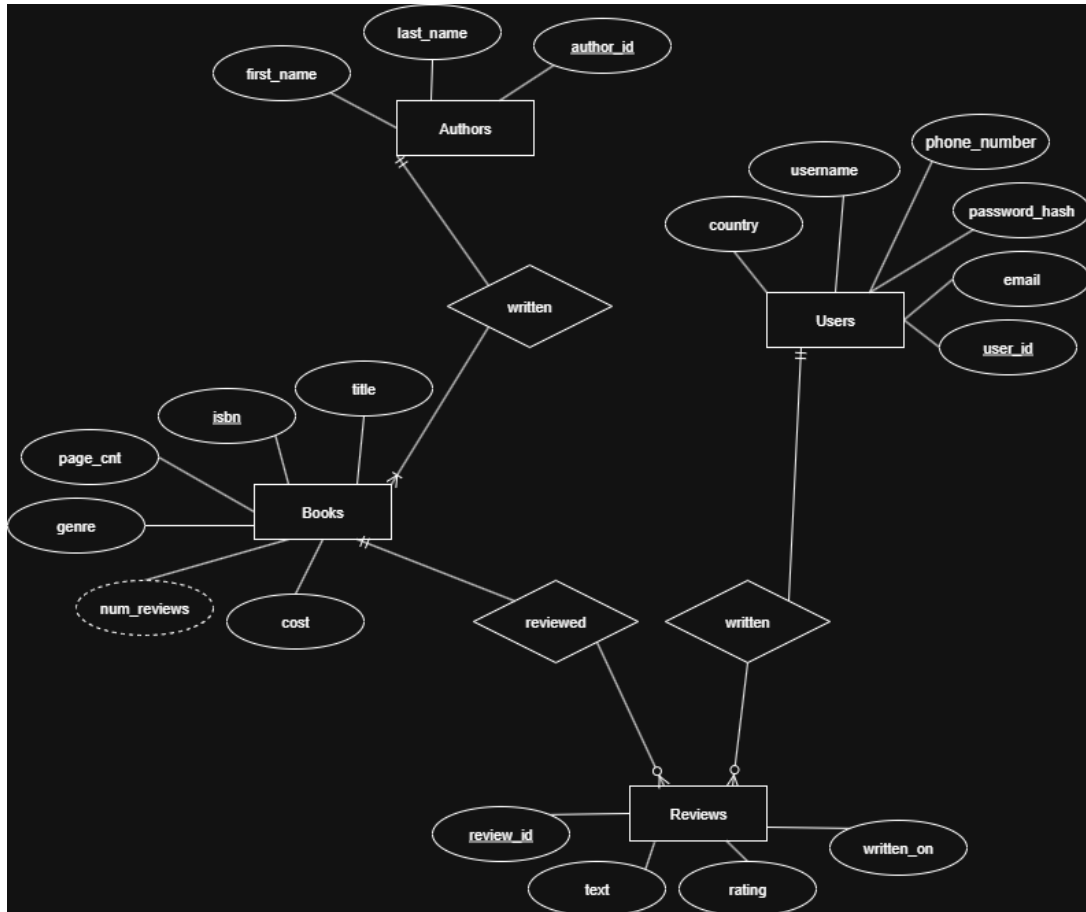 last_name
author_id
first_name
Authors
phone_number
username
password_hash
country
email
written
Users
user_id
title
isbn
page_cnt
Books
genre
num_reviews
cost
reviewed
written
Reviews
review_id
written_on
text
rating